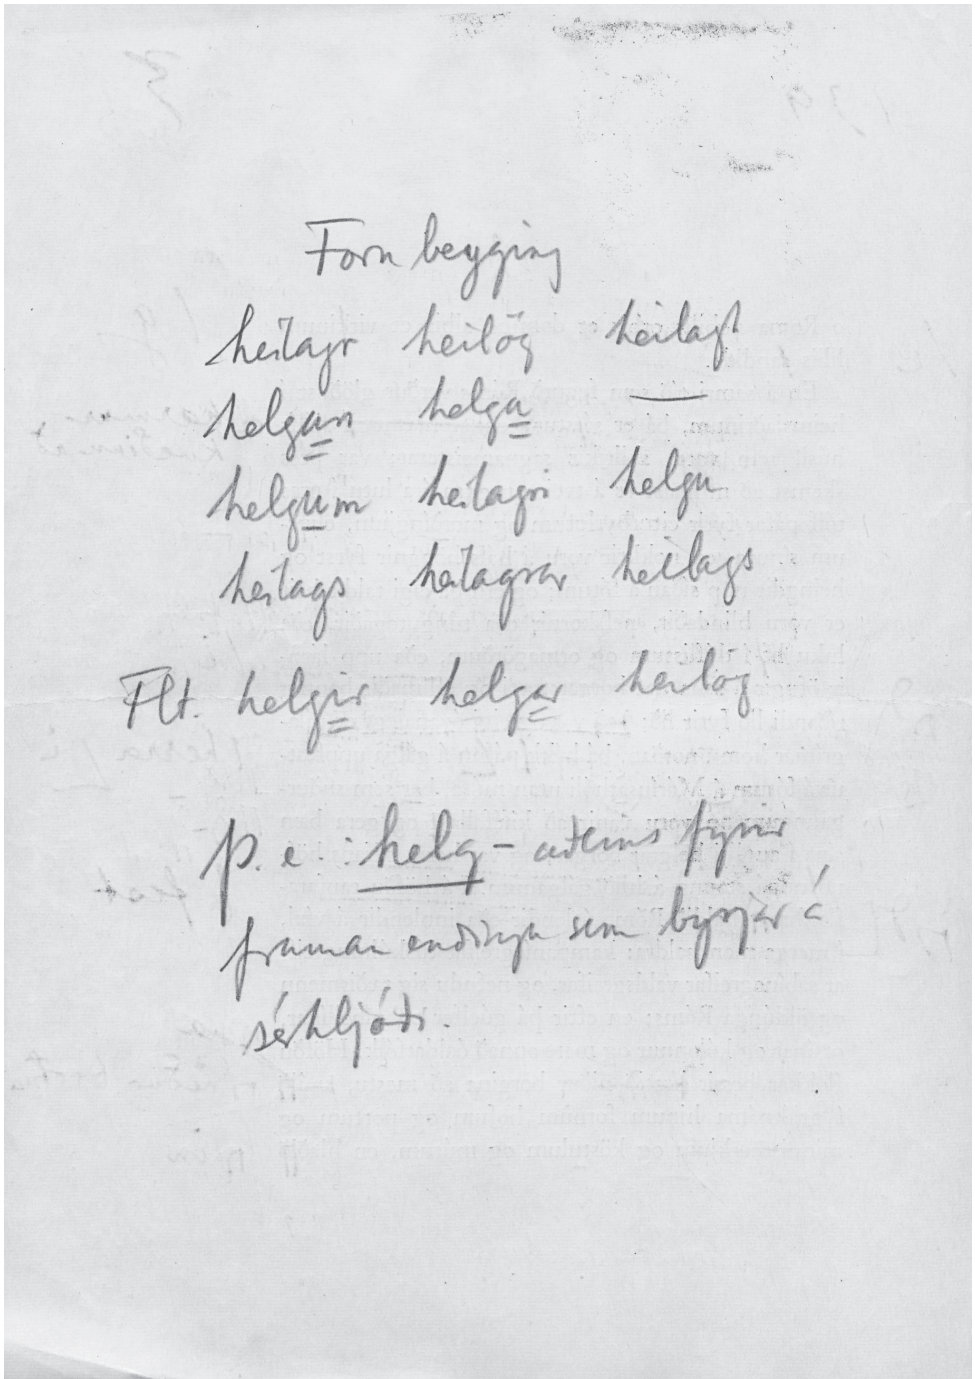 Forn beyging
heilagr heilög heilagt
helgan helga —
helgum heilagri helgu
heilags heilagrar heilags
Flt. helgir helgar heilög
Þ.e.: helg- aðeins fyrir
framan endingu sem byrjar á
sérhljóði.